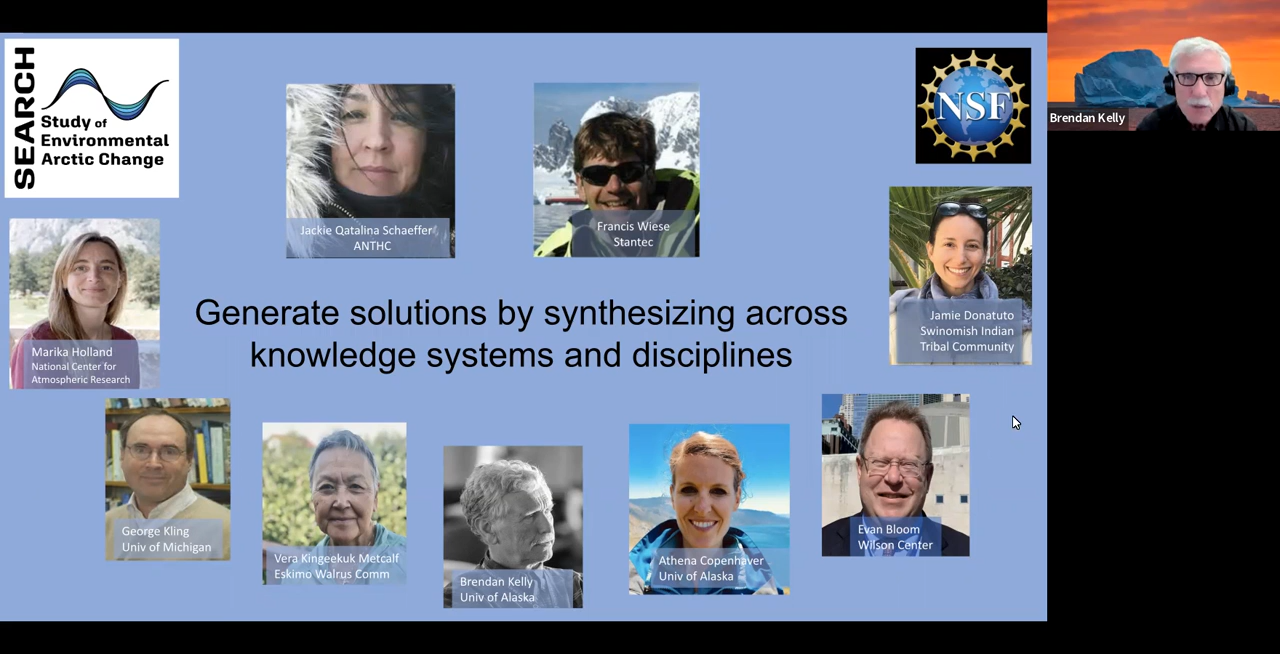 SEARCH
Study of
Environmental
Arctic Change
NSF
Brendan Kelly
Jackie Qatalina Schaeffer
ANTHC
Francis Wiese
Stantec
Jamie Donatuto
Swinomish Indian
Tribal Community
Marika Holland
National Center for
Atmospheric Research
Generate solutions by synthesizing across
knowledge systems and disciplines
George Kling
Univ of Michigan
Vera Kingeekuk Metcalf
Eskimo Walrus Comm
Brendan Kelly
Univ of Alaska
Athena Copenhaver
Univ of Alaska
Evan Bloom
Wilson Center